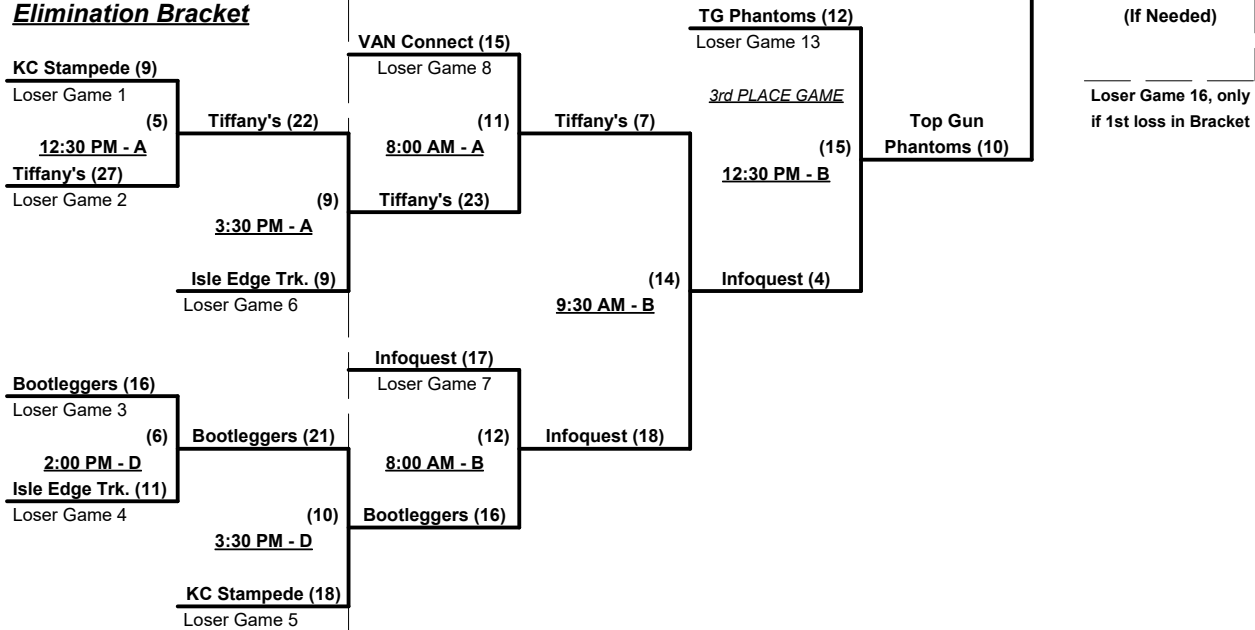 Elimination Bracket
KC Stampede (9)
Loser Game 1
(5)
12:30 PM - A
Tiffany's (27)
Loser Game 2
Tiffany's (22)
(9)
3:30 PM - A
Isle Edge Trk. (9)
Loser Game 6
VAN Connect (15)
Loser Game 8
(11)
8:00 AM - A
Tiffany's (23)
Tiffany's (7)
(14)
9:30 AM - B
Bootleggers (16)
Loser Game 3
(6)
2:00 PM - D
Isle Edge Trk. (11)
Loser Game 4
Bootleggers (21)
(10)
3:30 PM - D
KC Stampede (18)
Loser Game 5
Infoquest (17)
Loser Game 7
(12)
8:00 AM - B
Bootleggers (16)
Infoquest (18)
TG Phantoms (12)
Loser Game 13
3rd PLACE GAME
(15)
12:30 PM - B
Infoquest (4)
Top Gun
Phantoms (10)
(If Needed)
Loser Game 16, only
if 1st loss in Bracket